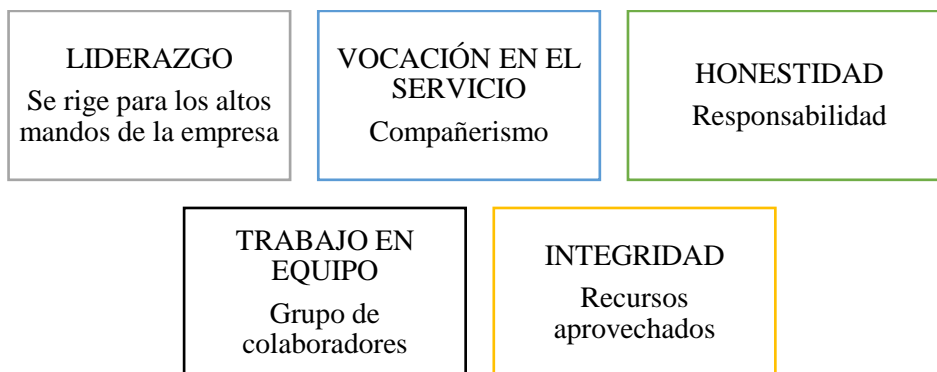 LIDERAZGO
Se rige para los altos
mandos de la empresa
VOCACIÓN EN EL
SERVICIO
Compañerismo
HONESTIDAD
Responsabilidad
TRABAJO EN
EQUIPO
Grupo de
colaboradores
INTEGRIDAD
Recursos
aprovechados